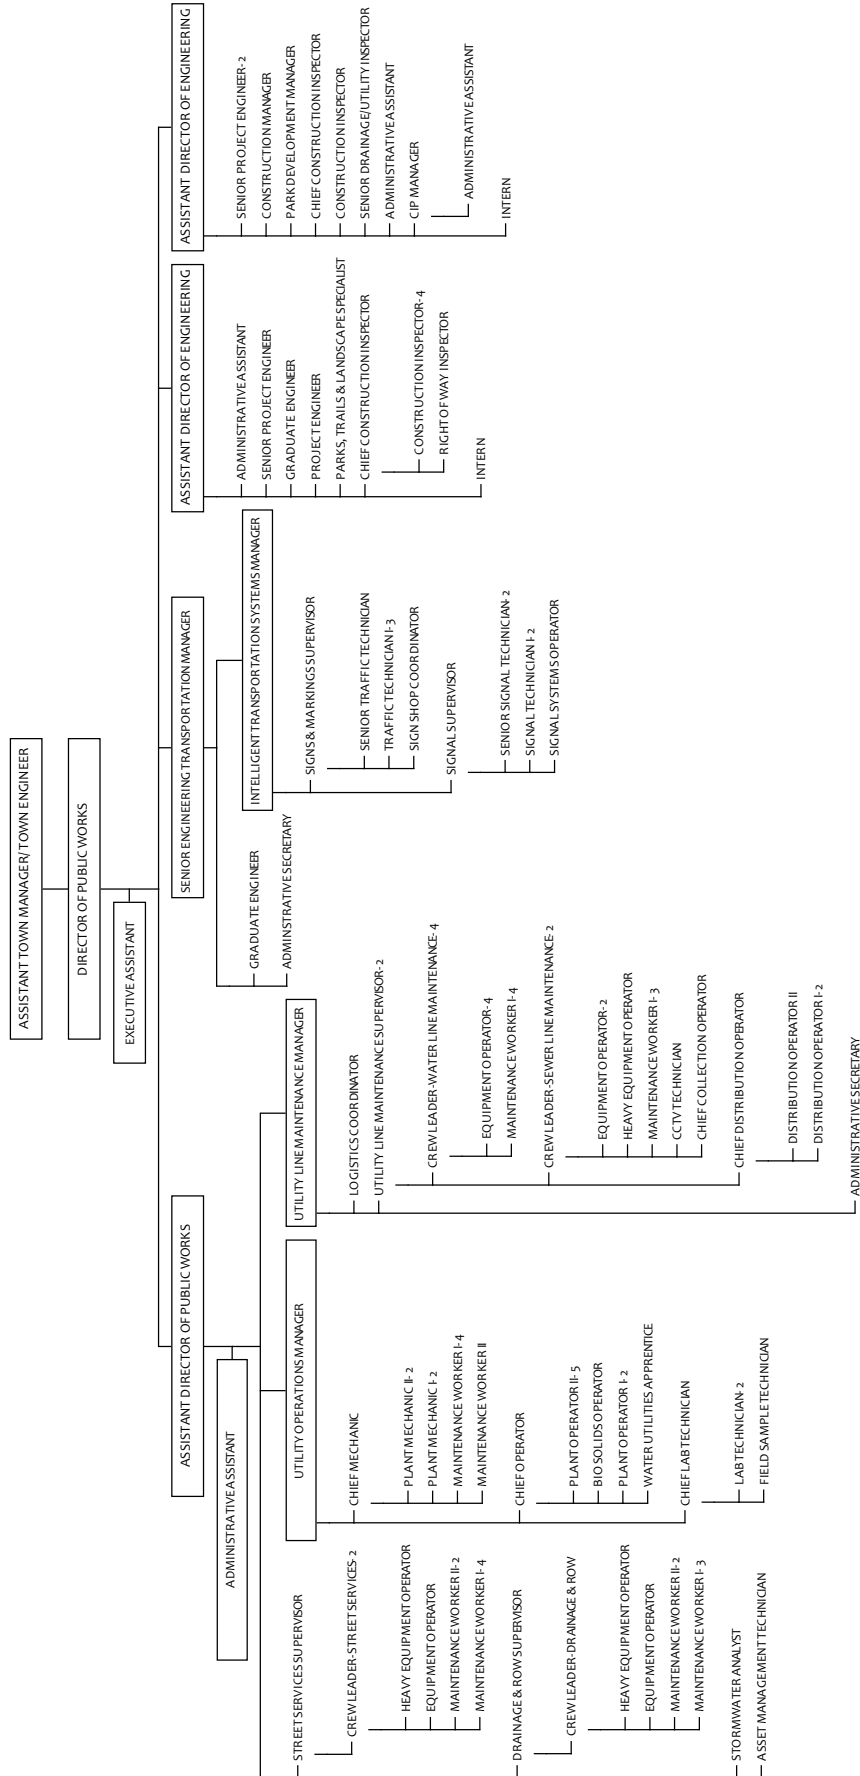 ASSISTANT TOWN MANAGER/TOWN ENGINEER
DIRECTOR OF PUBLIC WORKS
EXECUTIVE ASSISTANT
ASSISTANT DIRECTOR OF PUBLIC WORKS
ADMINISTRATIVE ASSISTANT
STREET SERVICES SUPERVISOR
CREW LEADER-STREET SERVICES-2
HEAVY EQUIPMENT OPERATOR
EQUIPMENT OPERATOR
MAINTENANCE WORKER II-2
MAINTENANCE WORKER I-4
DRAINAGE & ROW SUPERVISOR
CREW LEADER-DRAINAGE & ROW
HEAVY EQUIPMENT OPERATOR
EQUIPMENT OPERATOR
MAINTENANCE WORKER II-2
MAINTENANCE WORKER I-3
STORMWATER ANALYST
ASSET MANAGEMENT TECHNICIAN
UTILITY OPERATIONS MANAGER
CHIEF MECHANIC
PLANT MECHANIC II-2
PLANT MECHANIC I-2
MAINTENANCE WORKER I-4
MAINTENANCE WORKER II
CHIEF OPERATOR
PLANT OPERATOR II-5
BIO SOLIDS OPERATOR
PLANT OPERATOR I-2
WATER UTILITIES APPRENTICE
CHIEF LAB TECHNICIAN
LAB TECHNICIAN-2
FIELD SAMPLE TECHNICIAN
UTILITY LINE MAINTENANCE MANAGER
LOGISTICS COORDINATOR
UTILITY LINE MAINTENANCE SUPERVISOR-2
CREW LEADER-WATER LINE MAINTENANCE-4
EQUIPMENT OPERATOR-4
MAINTENANCE WORKER I-4
CREW LEADER-SEWER LINE MAINTENANCE-2
EQUIPMENT OPERATOR-2
HEAVY EQUIPMENT OPERATOR
MAINTENANCE WORKER I-3
CCTV TECHNICIAN
CHIEF COLLECTION OPERATOR
CHIEF DISTRIBUTION OPERATOR
DISTRIBUTION OPERATOR II
DISTRIBUTION OPERATOR I-2
ADMINISTRATIVE SECRETARY
SENIOR ENGINEERING TRANSPORTATION MANAGER
GRADUATE ENGINEER
ADMINSTRATIVE SECRETARY
INTELLIGENT TRANSPORTATION SYSTEMS MANAGER
SIGNS & MARKINGS SUPERVISOR
SENIOR TRAFFIC TECHNICIAN
TRAFFIC TECHNICIAN I-3
SIGN SHOP COORDINATOR
SIGNAL SUPERVISOR
SENIOR SIGNAL TECHNICIAN-2
SIGNAL TECHNICIAN I-2
SIGNAL SYSTEMS OPERATOR
ASSISTANT DIRECTOR OF ENGINEERING
ADMINISTRATIVE ASSISTANT
SENIOR PROJECT ENGINEER
GRADUATE ENGINEER
PROJECT ENGINEER
PARKS, TRAILS & LANDSCAPE SPECIALIST
CHIEF CONSTRUCTION INSPECTOR
CONSTRUCTION INSPECTOR-4
RIGHT OF WAY INSPECTOR
INTERN
ASSISTANT DIRECTOR OF ENGINEERING
SENIOR PROJECT ENGINEER-2
CONSTRUCTION MANAGER
PARK DEVELOPMENT MANAGER
CHIEF CONSTRUCTION INSPECTOR
CONSTRUCTION INSPECTOR
SENIOR DRAINAGE/UTILITY INSPECTOR
ADMINISTRATIVE ASSISTANT
CIP MANAGER
ADMINISTRATIVE ASSISTANT
INTERN